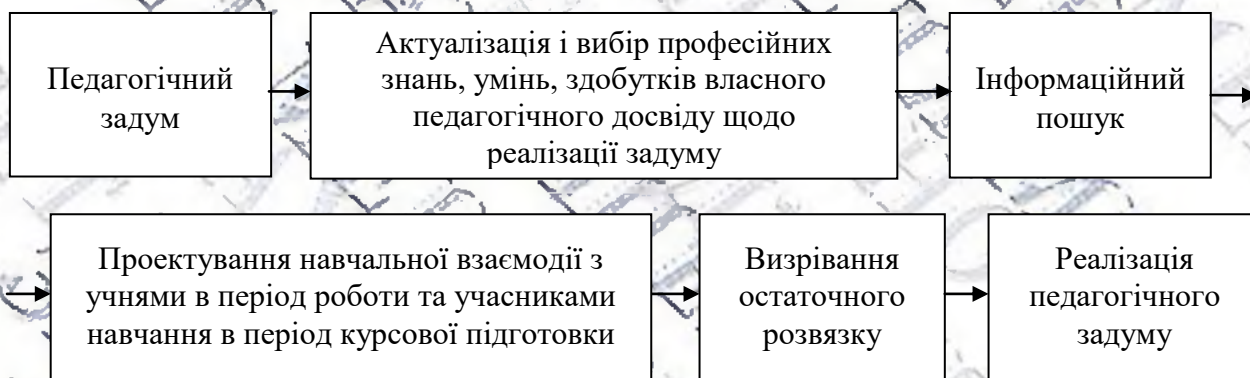 Педагогічний
задум
Актуалізація і вибір професійних
знань, умінь, здобутків власного
педагогічного досвіду щодо
реалізації задуму
Інформаційний
пошук
Проектування навчальної взаємодії з
учнями в період роботи та учасниками
навчання в період курсової підготовки
Визрівання
остаточного
розвязку
Реалізація
педагогічного
задуму